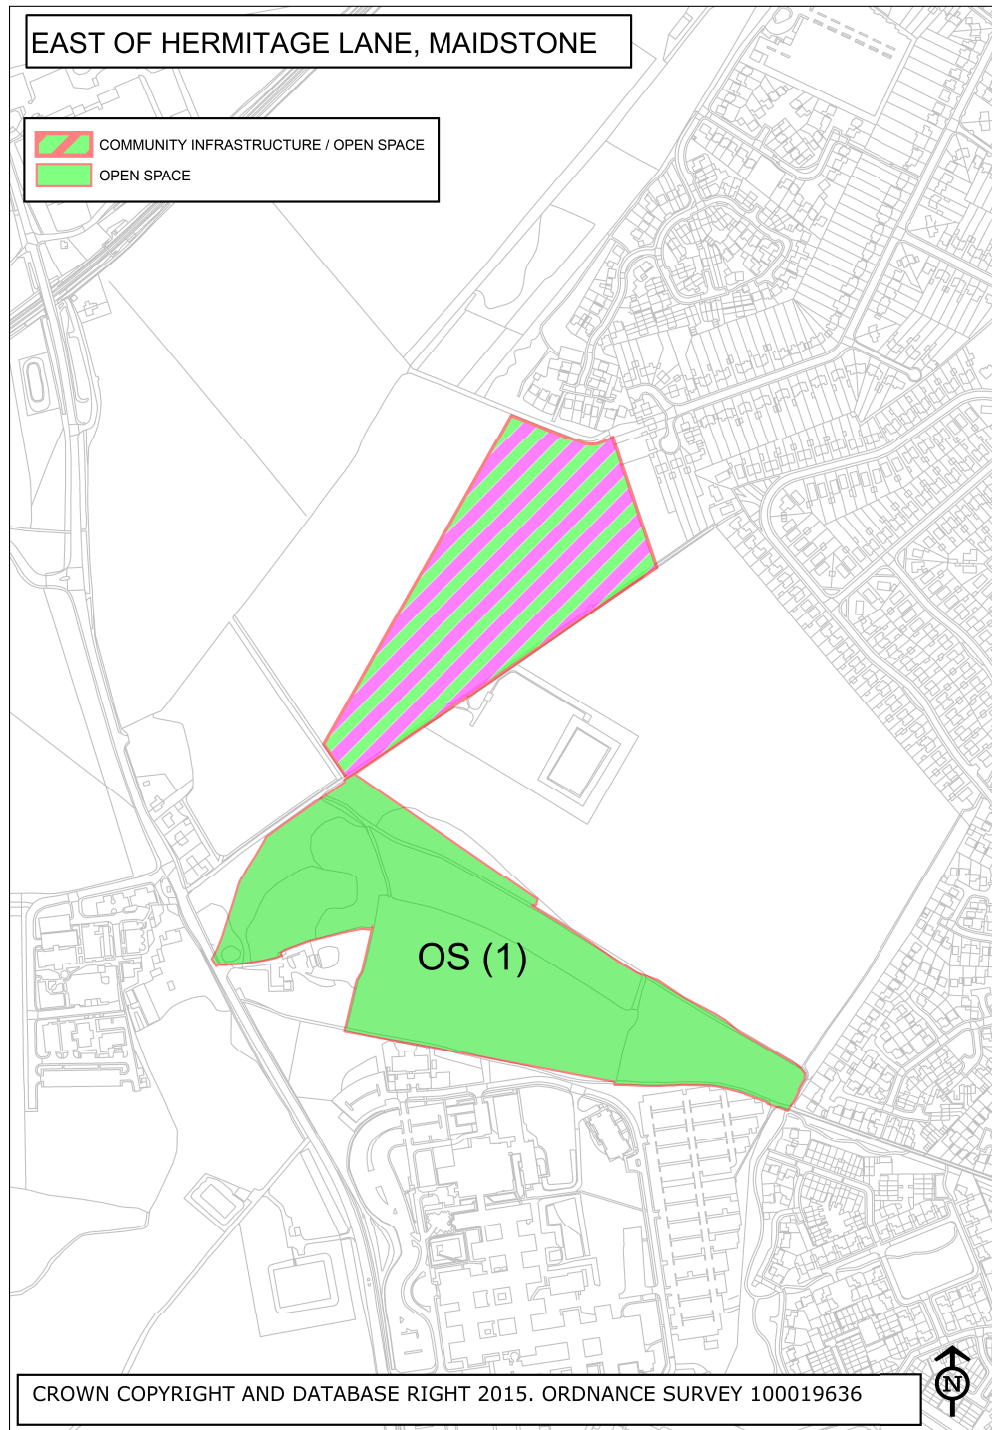 EAST OF HERMITAGE LANE, MAIDSTONE
COMMUNITY INFRASTRUCTURE / OPEN SPACE
OPEN SPACE
OS (1)
N
CROWN COPYRIGHT AND DATABASE RIGHT 2015. ORDNANCE SURVEY 100019636